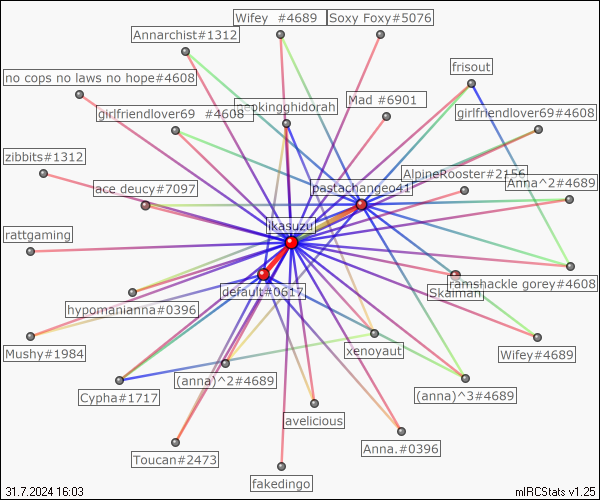 Wifey #4689
Soxy Foxy#5076
Annarchist#1312
frisout
no cops no laws no hope#4608
Mad #6901
girlfriendlover69 #4608
girlfriendlover69#4608
zibbits#1312
AlpineRooster#2156
Anna^2#4689
ace deucy#7097
pastachangeo41
ikasuzu
rattgaming
default#0617
Skaiman
ramshackle gorey#4608
hypomanianna#0396
Mushy#1984
xenoyaut
Wifey#4689
(anna)^2#4689
Cypha#1717
(anna)^3#4689
avelicious
Anna.#0396
Toucan#2473
fakedingo
31.7.2024 16:03
mIRCStats v1.25